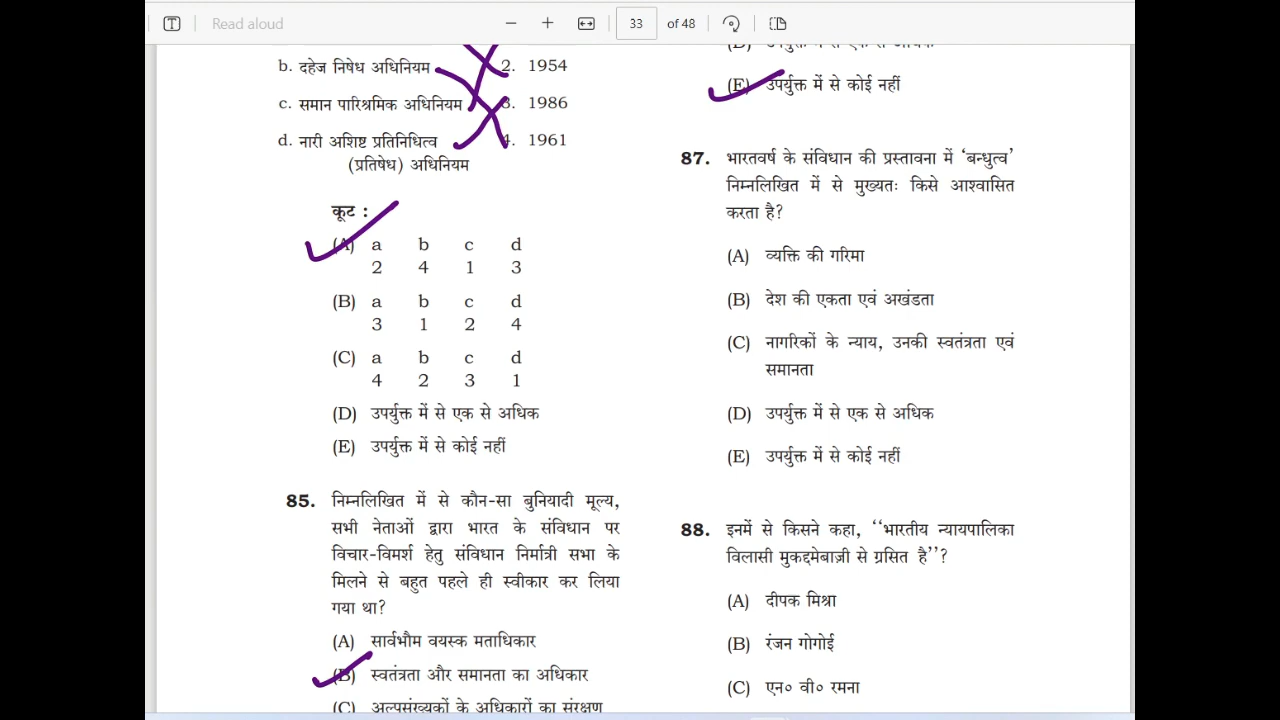 Read aloud
33
of 48
b. दहेज निषेध अधिनियम 2. 1954
c. समान पारिश्रमिक अधिनियम 3. 1986
d. नारी अशिष्ट प्रतिनिधित्व 4. 1961
(प्रतिषेध) अधिनियम
कूट :
(A) a b c d
2 4 1 3
(B) a b c d
3 1 2 4
(C) a b c d
4 2 3 1
(D) उपर्युक्त में से एक से अधिक
(E) उपर्युक्त में से कोई नहीं
85. निम्नलिखित में से कौन-सा बुनियादी मूल्य,
सभी नेताओं द्वारा भारत के संविधान पर
विचार-विमर्श हेतु संविधान निर्मात्री सभा के
मिलने से बहुत पहले ही स्वीकार कर लिया
गया था?
(A) सार्वभौम वयस्क मताधिकार
(B) स्वतंत्रता और समानता का अधिकार
(C) अल्पसंख्यकों के अधिकारों का संरक्षण
(D) उपर्युक्त में से एक से अधिक
(E) उपर्युक्त में से कोई नहीं
87. भारतवर्ष के संविधान की प्रस्तावना में ‘बन्धुत्व’
निम्नलिखित में से मुख्यतः किसे आश्वासित
करता है?
(A) व्यक्ति की गरिमा
(B) देश की एकता एवं अखंडता
(C) नागरिकों के न्याय, उनकी स्वतंत्रता एवं
समानता
(D) उपर्युक्त में से एक से अधिक
(E) उपर्युक्त में से कोई नहीं
88. इनमें से किसने कहा, ‘‘भारतीय न्यायपालिका
विलासी मुकद्दमेबाज़ी से ग्रसित है’’?
(A) दीपक मिश्रा
(B) रंजन गोगोई
(C) एन० वी० रमना